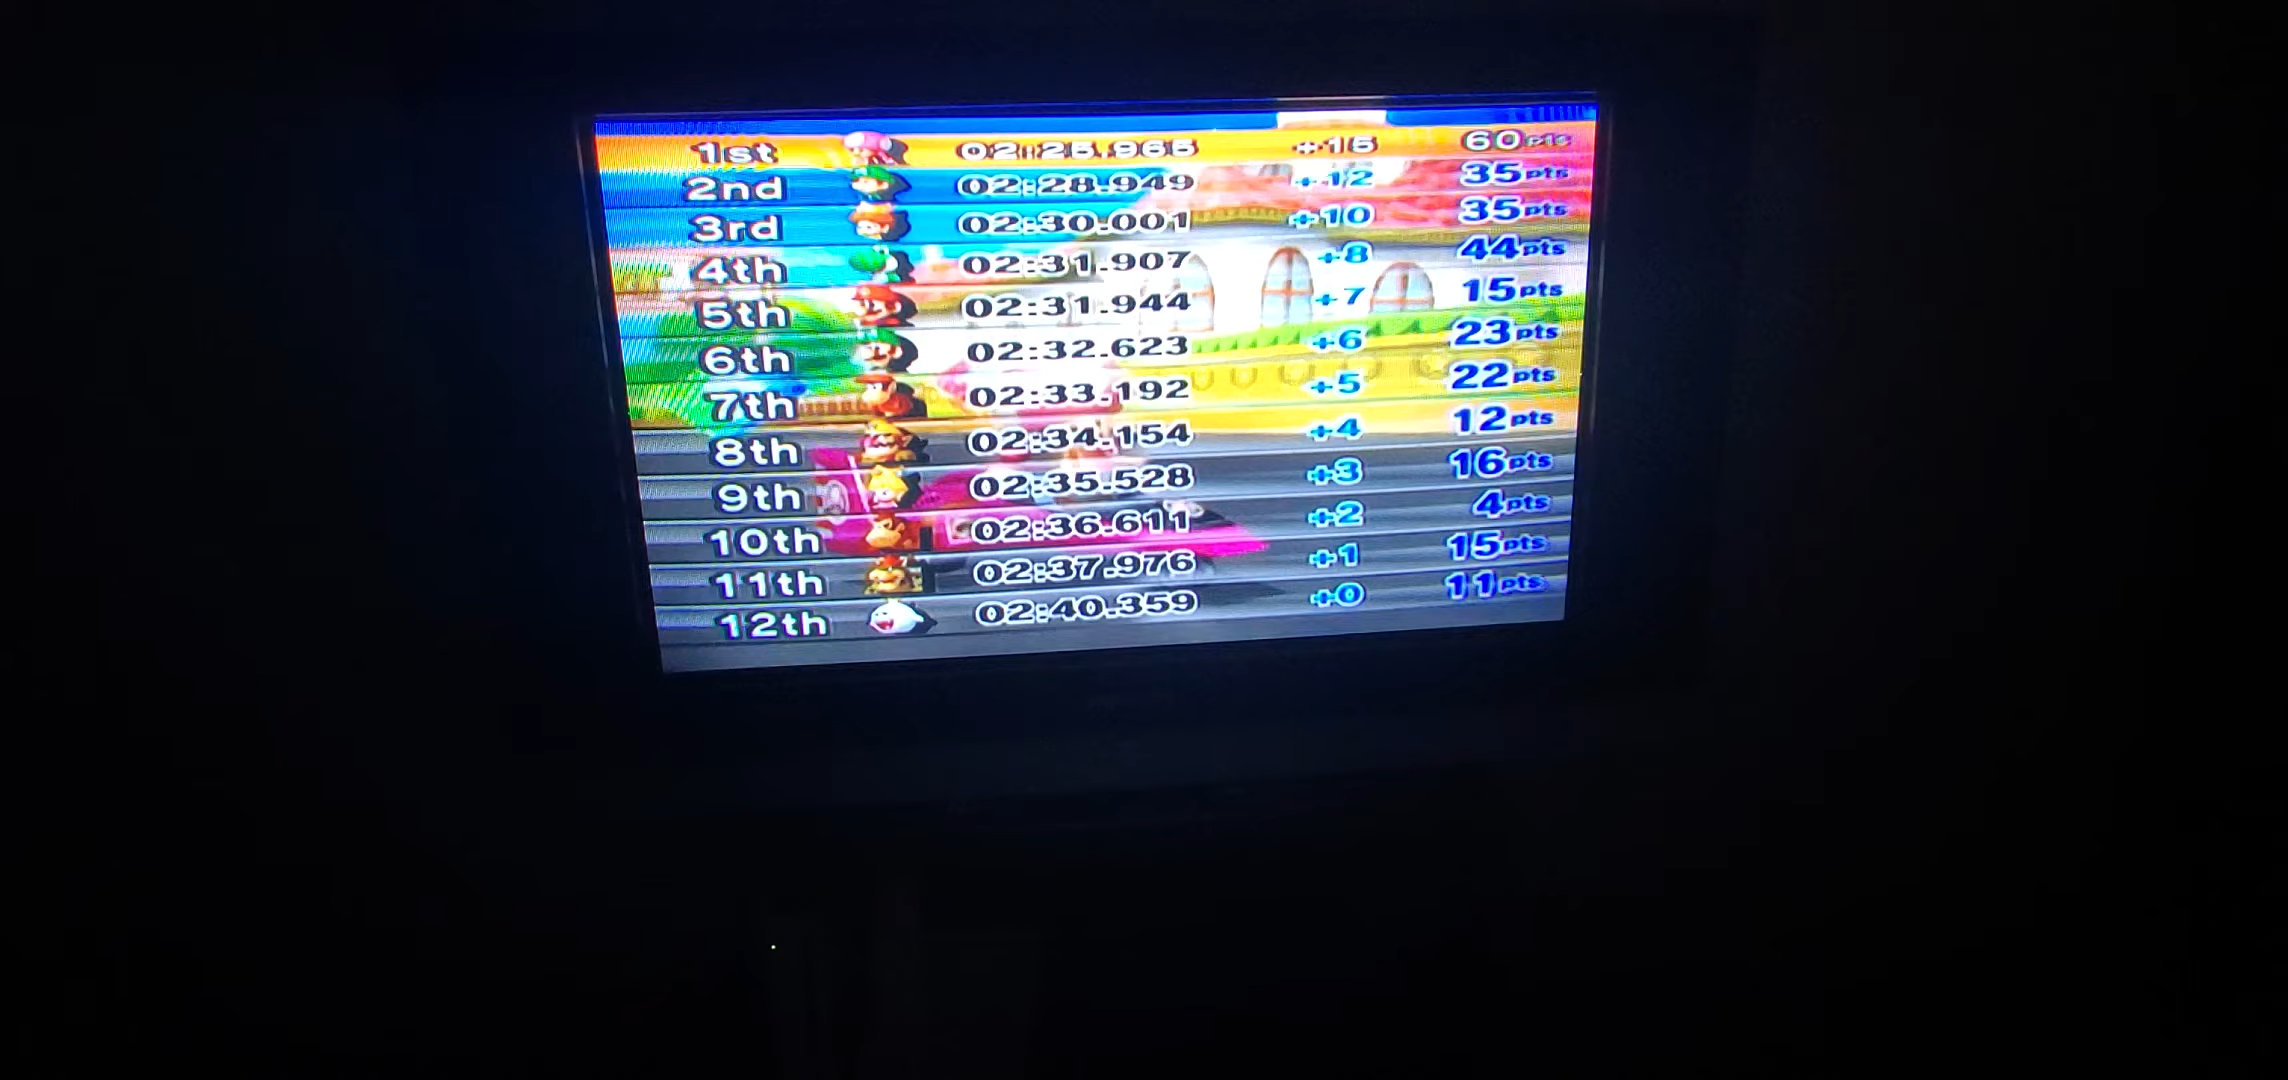 1st 02:25.965 +15 60pts
2nd 02:28.949 +12 35pts
3rd 02:30.001 +10 35pts
4th 02:31.907 +8 44pts
5th 02:31.944 +7 15pts
6th 02:32.623 +6 23pts
7th 02:33.192 +5 22pts
8th 02:34.154 +4 12pts
9th 02:35.528 +3 16pts
10th 02:36.611 +2 4pts
11th 02:37.976 +1 15pts
12th 02:40.359 +0 11pts